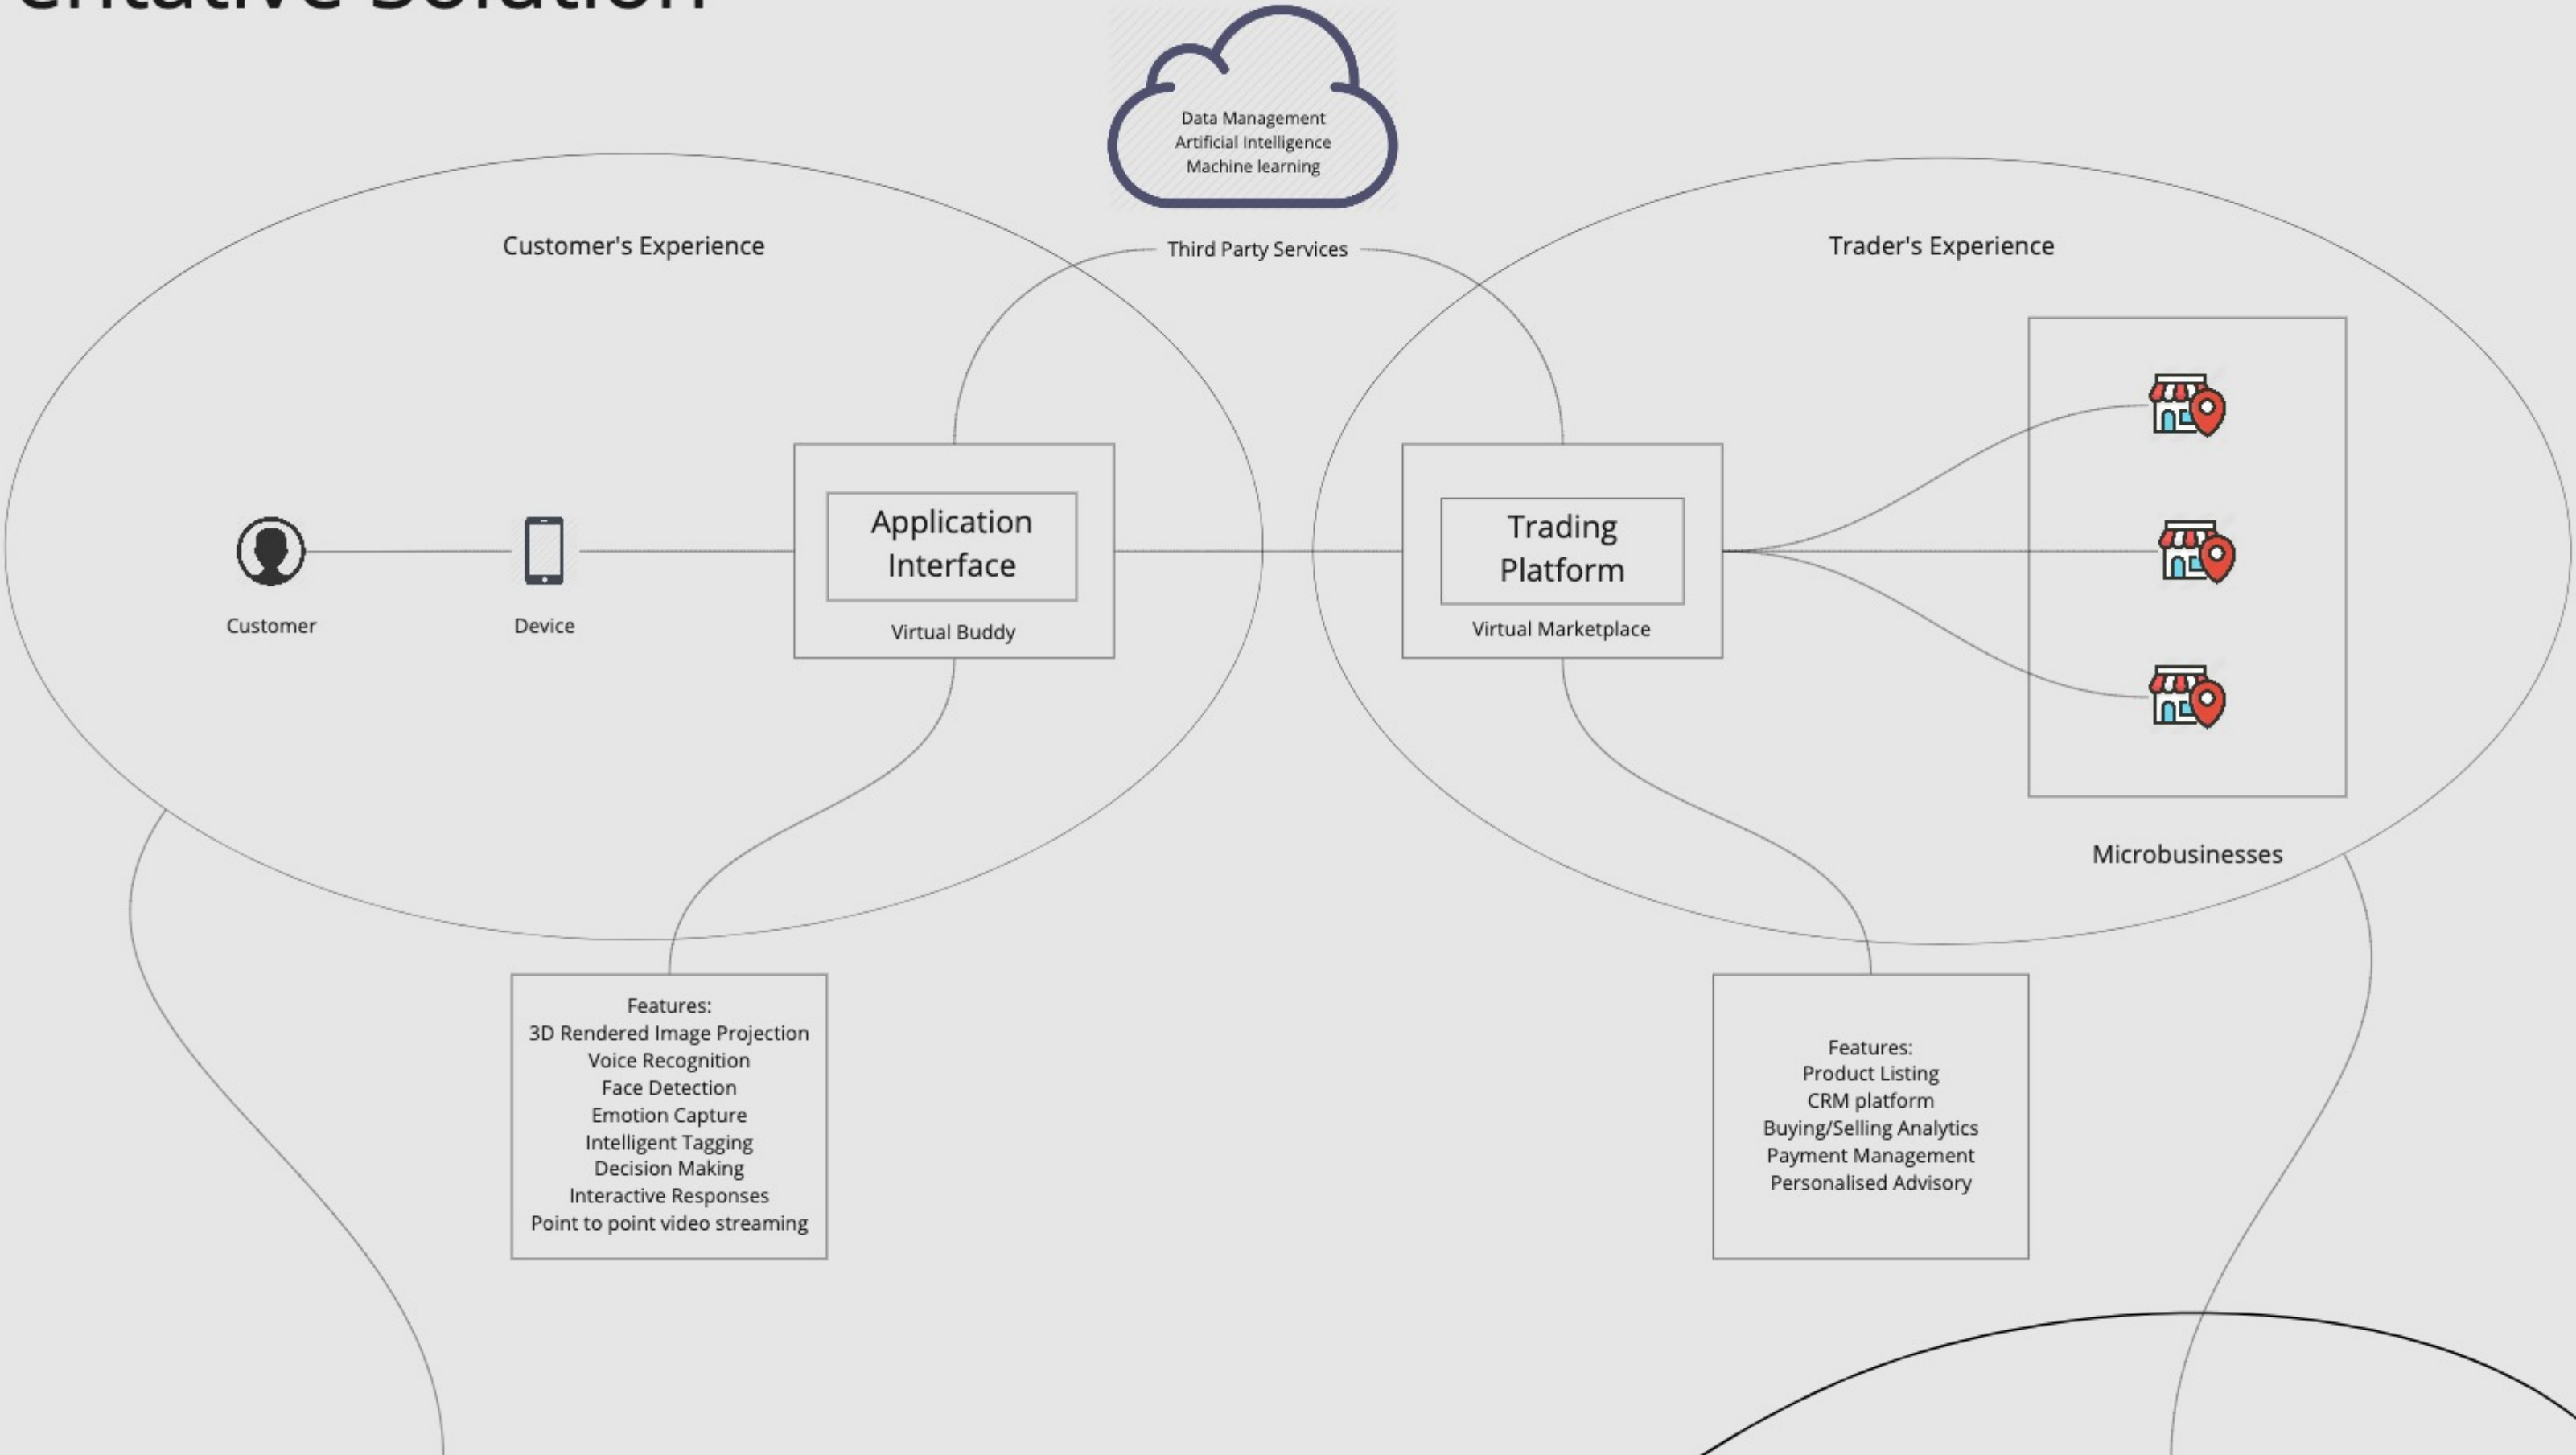 Solution
Data Management
Artificial Intelligence
Machine learning
Customer's Experience
Third Party Services
Trader's Experience
Application
Interface
Virtual Buddy
Trading
Platform
Virtual Marketplace
Customer
Device
Microbusinesses
Features:
3D Rendered Image Projection
Voice Recognition
Face Detection
Emotion Capture
Intelligent Tagging
Decision Making
Interactive Responses
Point to point video streaming
Features:
Product Listing
CRM platform
Buying/Selling Analytics
Payment Management
Personalised Advisory